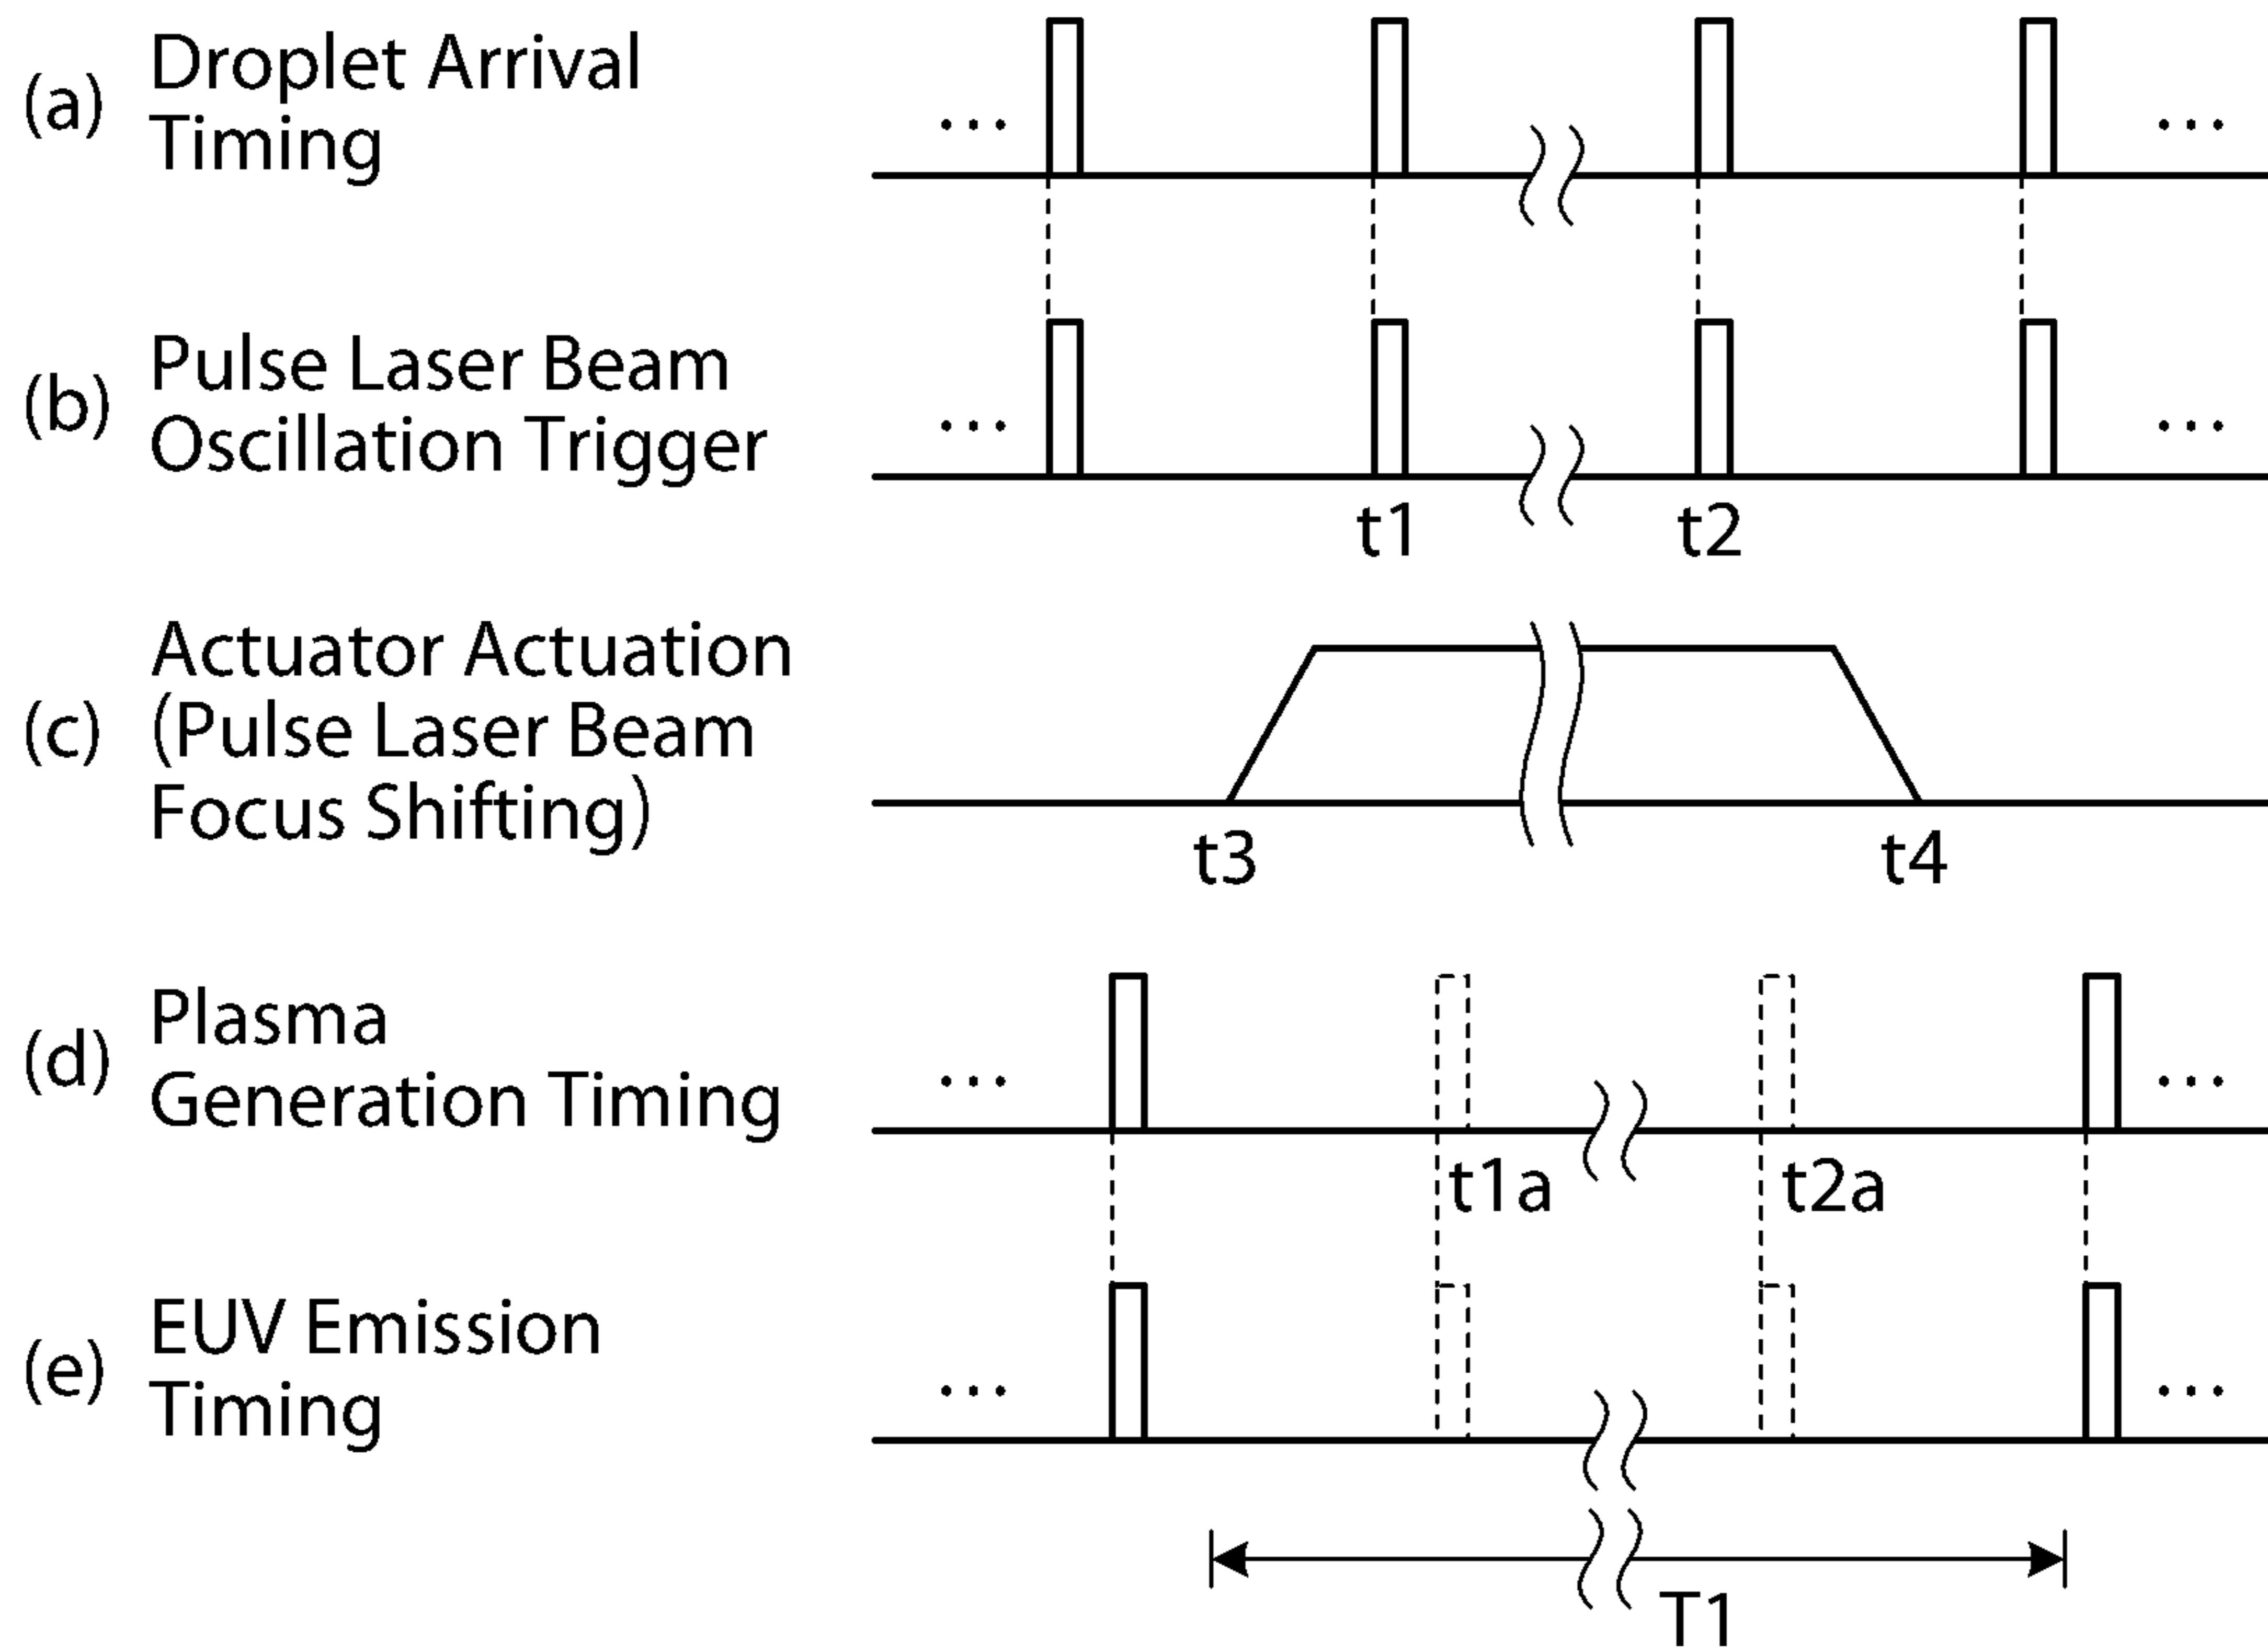 (a) Droplet Arrival
Timing
... ...
(b) Pulse Laser Beam
Oscillation Trigger
... ...
t1 t2
(c) Actuator Actuation
(Pulse Laser Beam
Focus Shifting)
t3 t4
(d) Plasma
Generation Timing
... ...
t1a t2a
(e) EUV Emission
Timing
... ...
T1